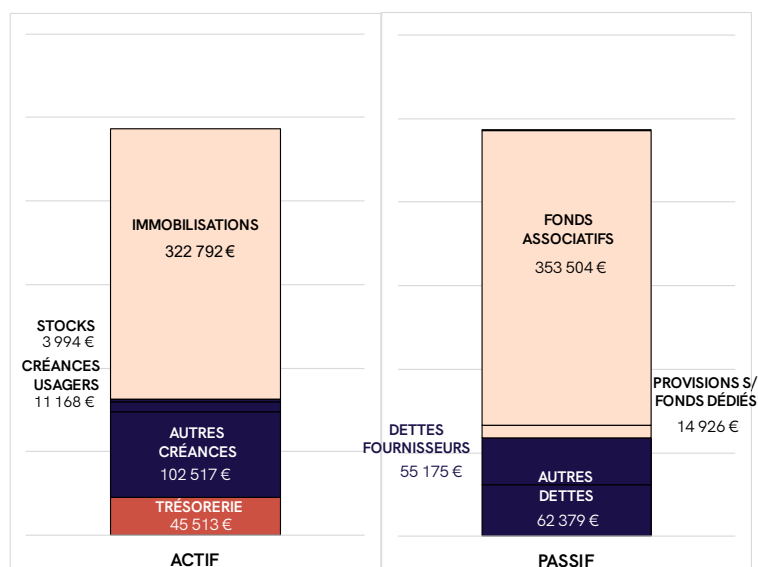 IMMOBILISATIONS
322 792 €
STOCKS
3 994 €
CRÉANCES
USAGERS
11 168 €
AUTRES
CRÉANCES
102 517 €
TRÉSORERIE
45 513 €
ACTIF
FONDS
ASSOCIATIFS
353 504 €
PROVISIONS S/
FONDS DÉDIÉS
14 926 €
DETTES
FOURNISSEURS
55 175 €
AUTRES
DETTES
62 379 €
PASSIF